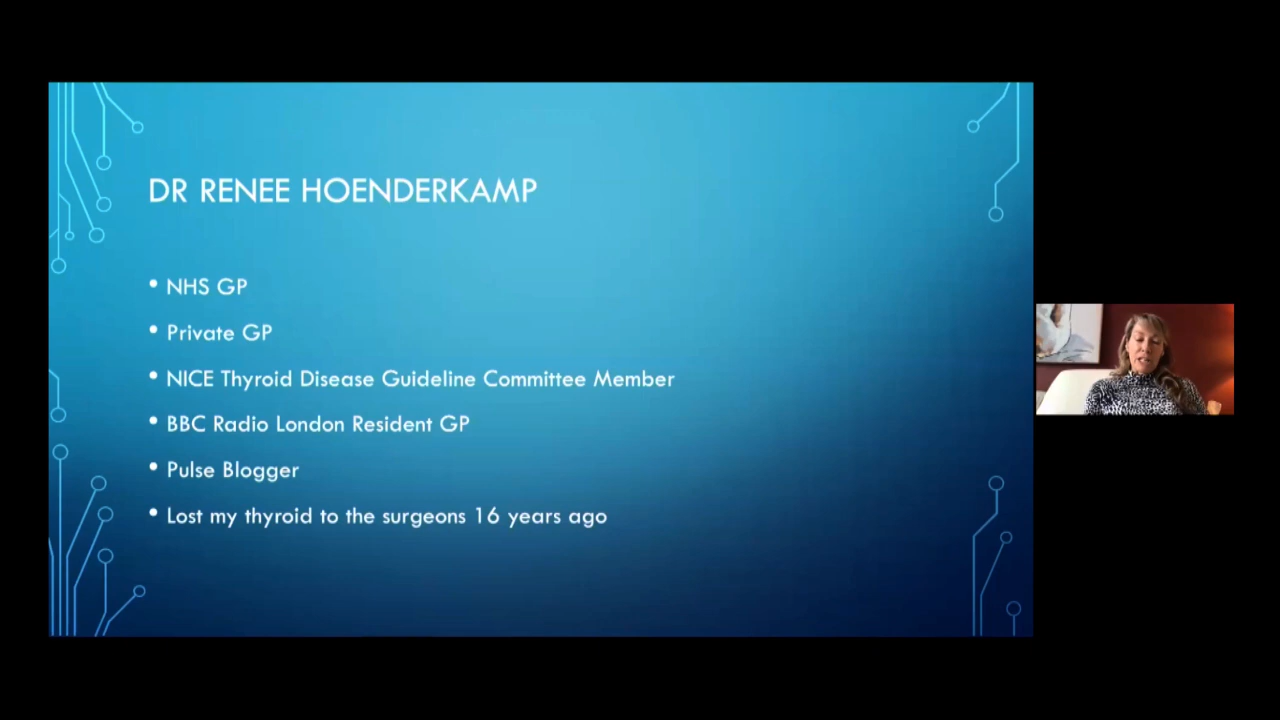 DR RENEE HOENDERKAMP
• NHS GP
• Private GP
• NICE Thyroid Disease Guideline Committee Member
• BBC Radio London Resident GP
• Pulse Blogger
• Lost my thyroid to the surgeons 16 years ago